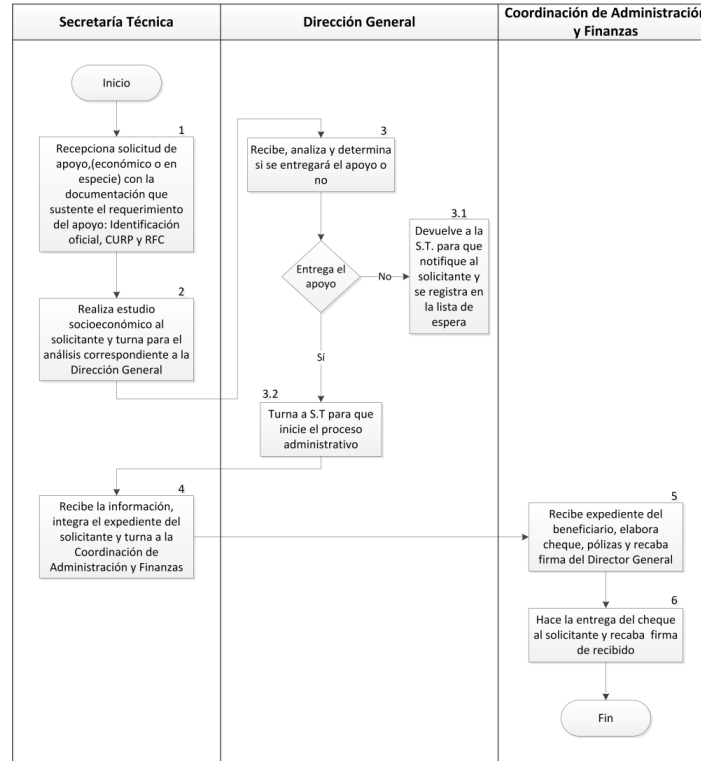 Secretaría Técnica
Dirección General
Coordinación de Administración
y Finanzas
Inicio
1
Recepciona solicitud de
apoyo,(económico o en
especie) con la
documentación que
sustente el requerimiento
del apoyo: Identificación
oficial, CURP y RFC
2
Realiza estudio
socioeconómico al
solicitante y turna para el
análisis correspondiente a la
Dirección General
3
Recibe, analiza y determina
si se entregará el apoyo o
no
Entrega el
apoyo
No
3.1
Devuelve a la
S.T. para que
notifique al
solicitante y
se registra en
la lista de
espera
Sí
3.2
Turna a S.T para que
inicie el proceso
administrativo
4
Recibe la información,
integra el expediente del
solicitante y turna a la
Coordinación de
Administración y Finanzas
5
Recibe expediente del
beneficiario, elabora
cheque, pólizas y recaba
firma del Director General
6
Hace la entrega del cheque
al solicitante y recaba firma
de recibido
Fin